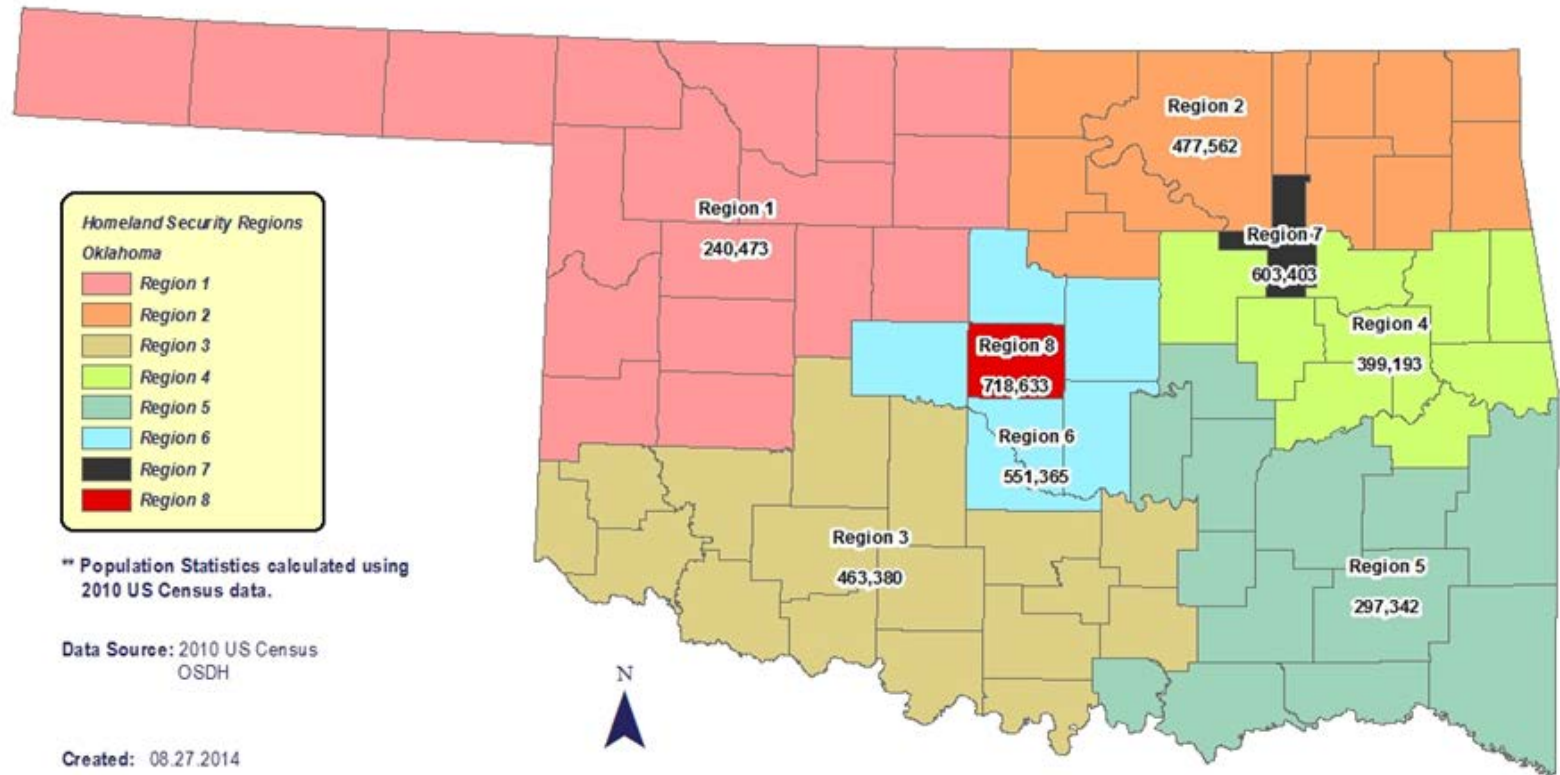 Homeland Security Regions
Oklahoma
Region 1
Region 2
Region 3
Region 4
Region 5
Region 6
Region 7
Region 8
** Population Statistics calculated using
2010 US Census data.
Data Source: 2010 US Census
OSDH
Created: 08.27.2014
N
Region 1
240,473
Region 2
477,562
Region 7
603,403
Region 4
399,193
Region 8
718,633
Region 6
551,365
Region 3
463,380
Region 5
297,342